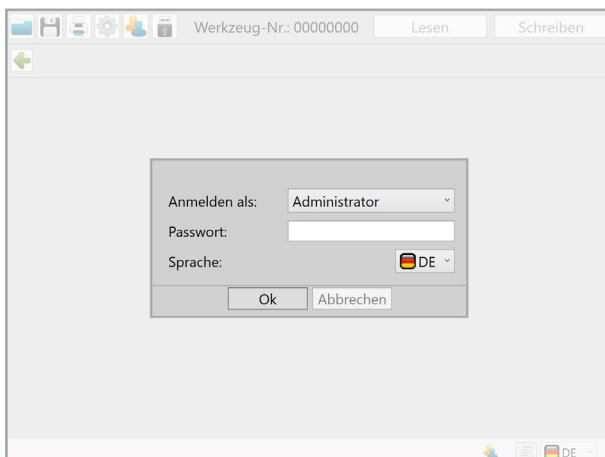 Werkzeug-Nr.: 00000000 Lesen Schreiben
Anmelden als: Administrator
Passwort:
Sprache: DE
Ok Abbrechen
DE